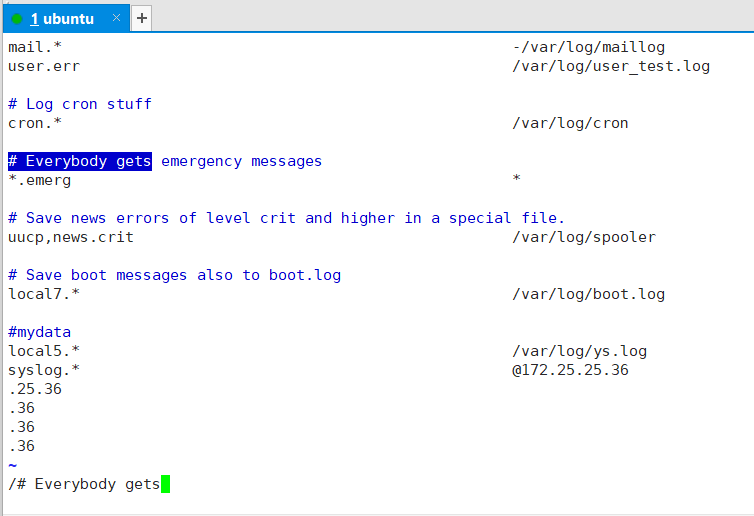 1 ubuntu × +
mail.* -/var/log/maillog
user.err /var/log/user_test.log
# Log cron stuff
cron.* /var/log/cron
# Everybody gets emergency messages
*.emerg *
# Save news errors of level crit and higher in a special file.
uucp,news.crit /var/log/spooler
# Save boot messages also to boot.log
local7.* /var/log/boot.log
#mydata
local5.* /var/log/ys.log
syslog.* @172.25.25.36
.25.36
.36
.36
.36
~
/# Everybody gets